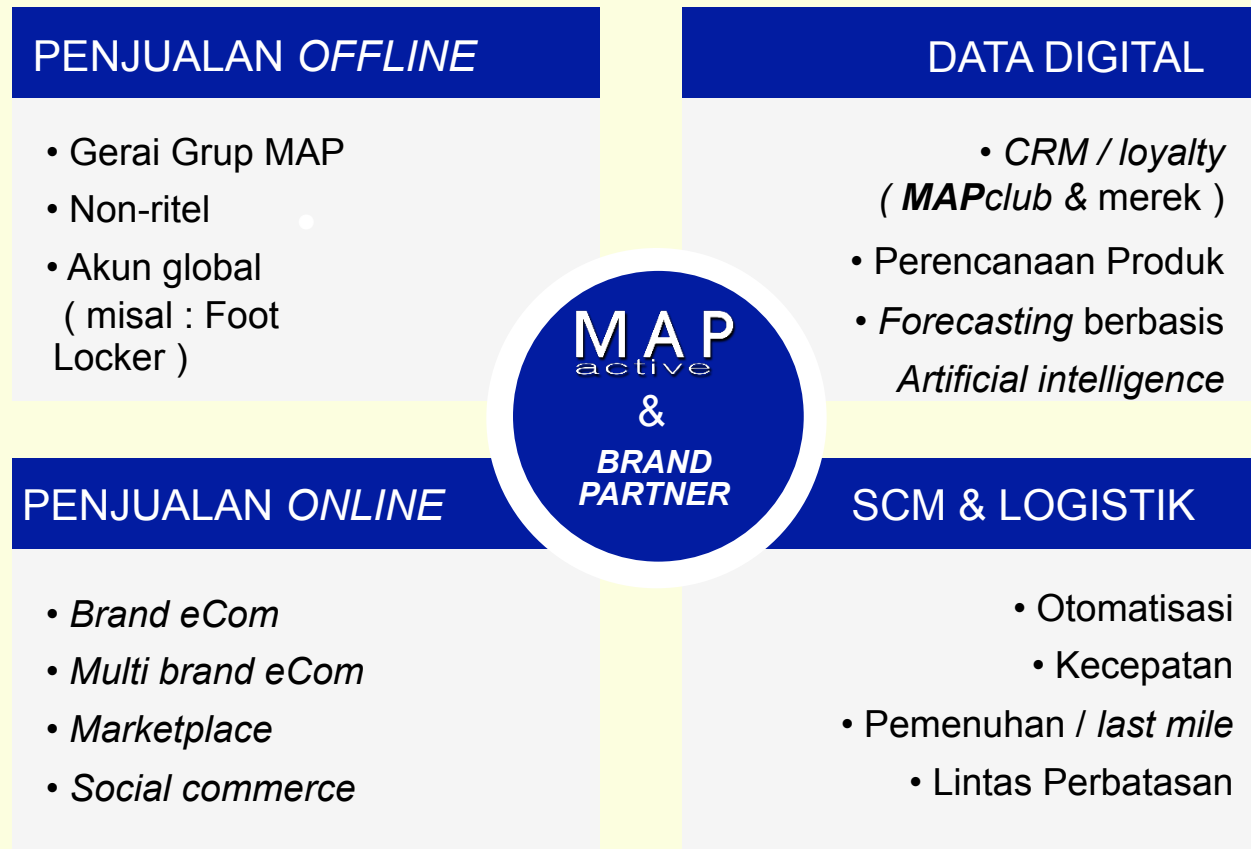 PENJUALAN OFFLINE
• Gerai Grup MAP
• Non-ritel
• Akun global
( misal : Foot
Locker )
DATA DIGITAL
• CRM / loyalty
( MAPclub & merek )
• Perencanaan Produk
• Forecasting berbasis
Artificial intelligence
MAP
active
&
BRAND
PARTNER
PENJUALAN ONLINE
• Brand eCom
• Multi brand eCom
• Marketplace
• Social commerce
SCM & LOGISTIK
• Otomatisasi
• Kecepatan
• Pemenuhan / last mile
• Lintas Perbatasan